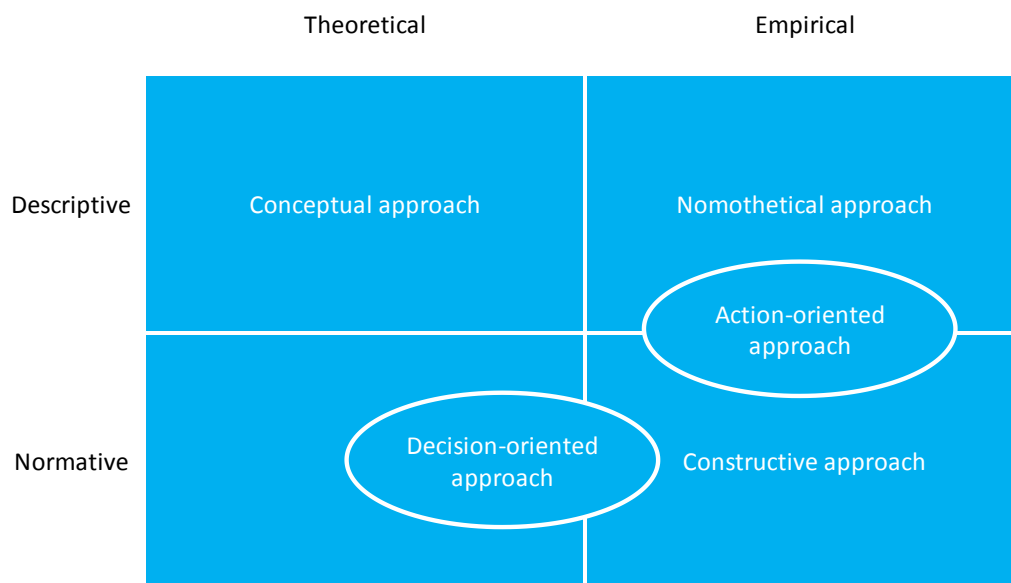 Theoretical
Empirical
Descriptive
Conceptual approach
Nomothetical approach
Action-oriented
approach
Normative
Decision-oriented
approach
Constructive approach